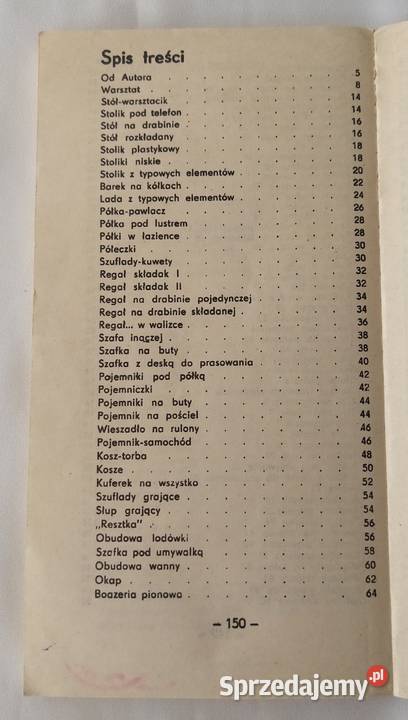 Spis treści
Od Autora . . . . . . . . . . 5
Warsztat . . . . . . . . . . 8
Stół-warsztacik . . . . . . . . . 14
Stolik pod telefon . . . . . . . . . 14
Stół na drabinie . . . . . . . . . 16
Stół rozkładany . . . . . . . . . 16
Stolik plastykowy . . . . . . . . . 18
Stoliki niskie . . . . . . . . . 18
Stolik z typowych elementów . . . . . . 20
Barek na kółkach . . . . . . . . . 22
Lada z typowych elementów . . . . . . 24
Półka-pawlacz . . . . . . . . . 26
Półka pod lustrem . . . . . . . . 28
Półki w łazience . . . . . . . . . 28
Półeczki . . . . . . . . . . 30
Szuflady-kuwety . . . . . . . . . 30
Regał składak I . . . . . . . . . 32
Regał składak II . . . . . . . . . 32
Regał na drabinie pojedynczej . . . . . . 34
Regał na drabinie składanej . . . . . . 34
Regał... w walizce . . . . . . . . 36
Szafa inaczej . . . . . . . . . 38
Szafka na buty . . . . . . . . . 38
Szafka z deską do prasowania . . . . . . 40
Pojemniki pod półką . . . . . . . . 42
Pojemniczki . . . . . . . . . . 42
Pojemniki na buty . . . . . . . . 44
Pojemnik na pościel . . . . . . . . 44
Wieszadło na rulony . . . . . . . . 46
Pojemnik-samochód . . . . . . . . 46
Kosz-torba . . . . . . . . . . 48
Kosze . . . . . . . . . . . 50
Kuferek na wszystko . . . . . . . . 52
Szuflady grające . . . . . . . . . 54
Słup grający . . . . . . . . . 54
„Resztka" . . . . . . . . . . 56
Obudowa lodówki . . . . . . . . 56
Szafka pod umywalką . . . . . . . . 58
Obudowa wanny . . . . . . . . . 60
Okap . . . . . . . . . . . 62
Boazeria pionowa . . . . . . . . . 64
– 150 –
Sprzedajemy.pl